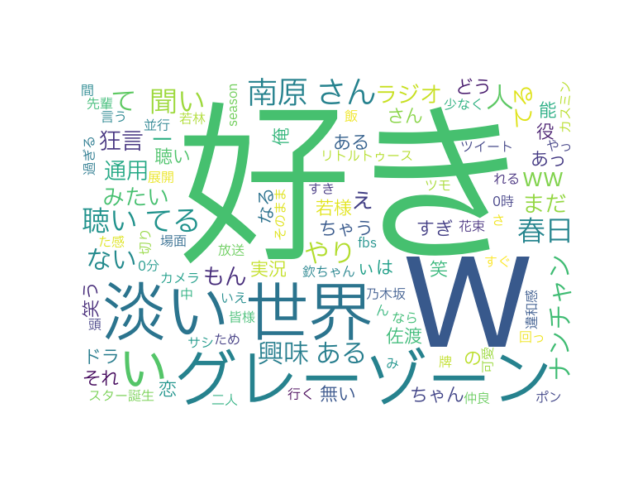 間
先輩
言う
て
聞い
season
若林
並行
南原 さん
ラジオ
どう
少なく
人
てる
カスミン
過ぎる
狂言
ー
聴い
俺
飯
ある
さん
リトルトゥース
能
役
ツイート
やっ
あっ
展開
通用
みたい
好き
なる
すき
そのまま
若様
え
ツモ
れる
0時
ww
まだ
聴い てる
ちゃう
すぎ
花束
さ
春日
た感
切り
場面
ない
0分
カメラ
放送
もん
やり
実況
欽ちゃん
fbs
いは
笑
W
すぐ
違和感
ナンチャン
笑う
頭
中
淡い 世界
いえ
皆様
乃木坂
ん
なら
佐渡
回っ
ドラ
い
サシ
ため
興味 ある
み
牌
の
可愛
それ
恋
グレーゾーン
スター誕生
二人
行く
無い
ちゃん
仲良
ポン